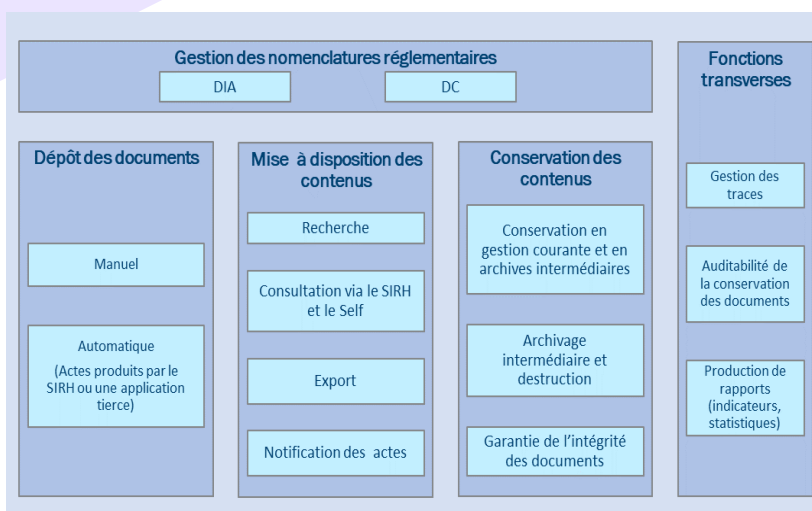 Gestion des nomenclatures réglementaires
DIA
DC
Dépôt des documents
Manuel
Automatique
(Actes produits par le
SIRH ou une application
tierce)
Mise à disposition des
contenus
Recherche
Consultation via le SIRH
et le Self
Export
Notification des actes
Conservation des
contenus
Conservation en
gestion courante et en
archives intermédiaires
Archivage
intermédiaire et
destruction
Garantie de l'intégrité
des documents
Fonctions
transverses
Gestion des
traces
Auditabilité de
la conservation
des documents
Production de
rapports
(indicateurs,
statistiques)